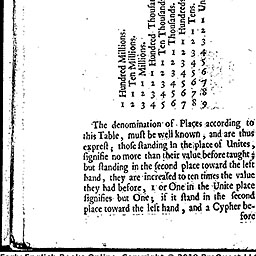 Hundred Millions.
Ten Millions.
Millions.
Hundred Thousan
Ten Thousands
Thousands.
Hundreds
Tens.
Un
1
1 2
1 2 3
1 2 3 4
1 2 3 4 5
1 2 3 4 5 6
1 2 3 4 5 6 7
1 2 3 4 5 6 7 8
1 2 3 4 5 6 7 8 9
The denomination of Places according to
this Table, must be well known, and are thus
exprest, those standing in the place of Unites,
signifie no more than their value before taught;
but standing in the second place toward the left
hand, they are increased to ten times the value
they had before, 1 or One in the Unite place
signifies but One; if it stand in the second
place toward the left hand, and a Cypher be-
fore